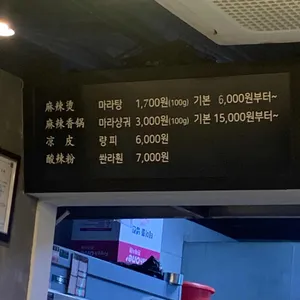 麻辣烫 마라탕 1,700원(100g) 기본 6,000원부터~
麻辣香锅 마라샹궈 3,000원(100g) 기본 15,000원부터~
凉皮 량피 6,000원
酸辣粉 쏸라훤 7,000원